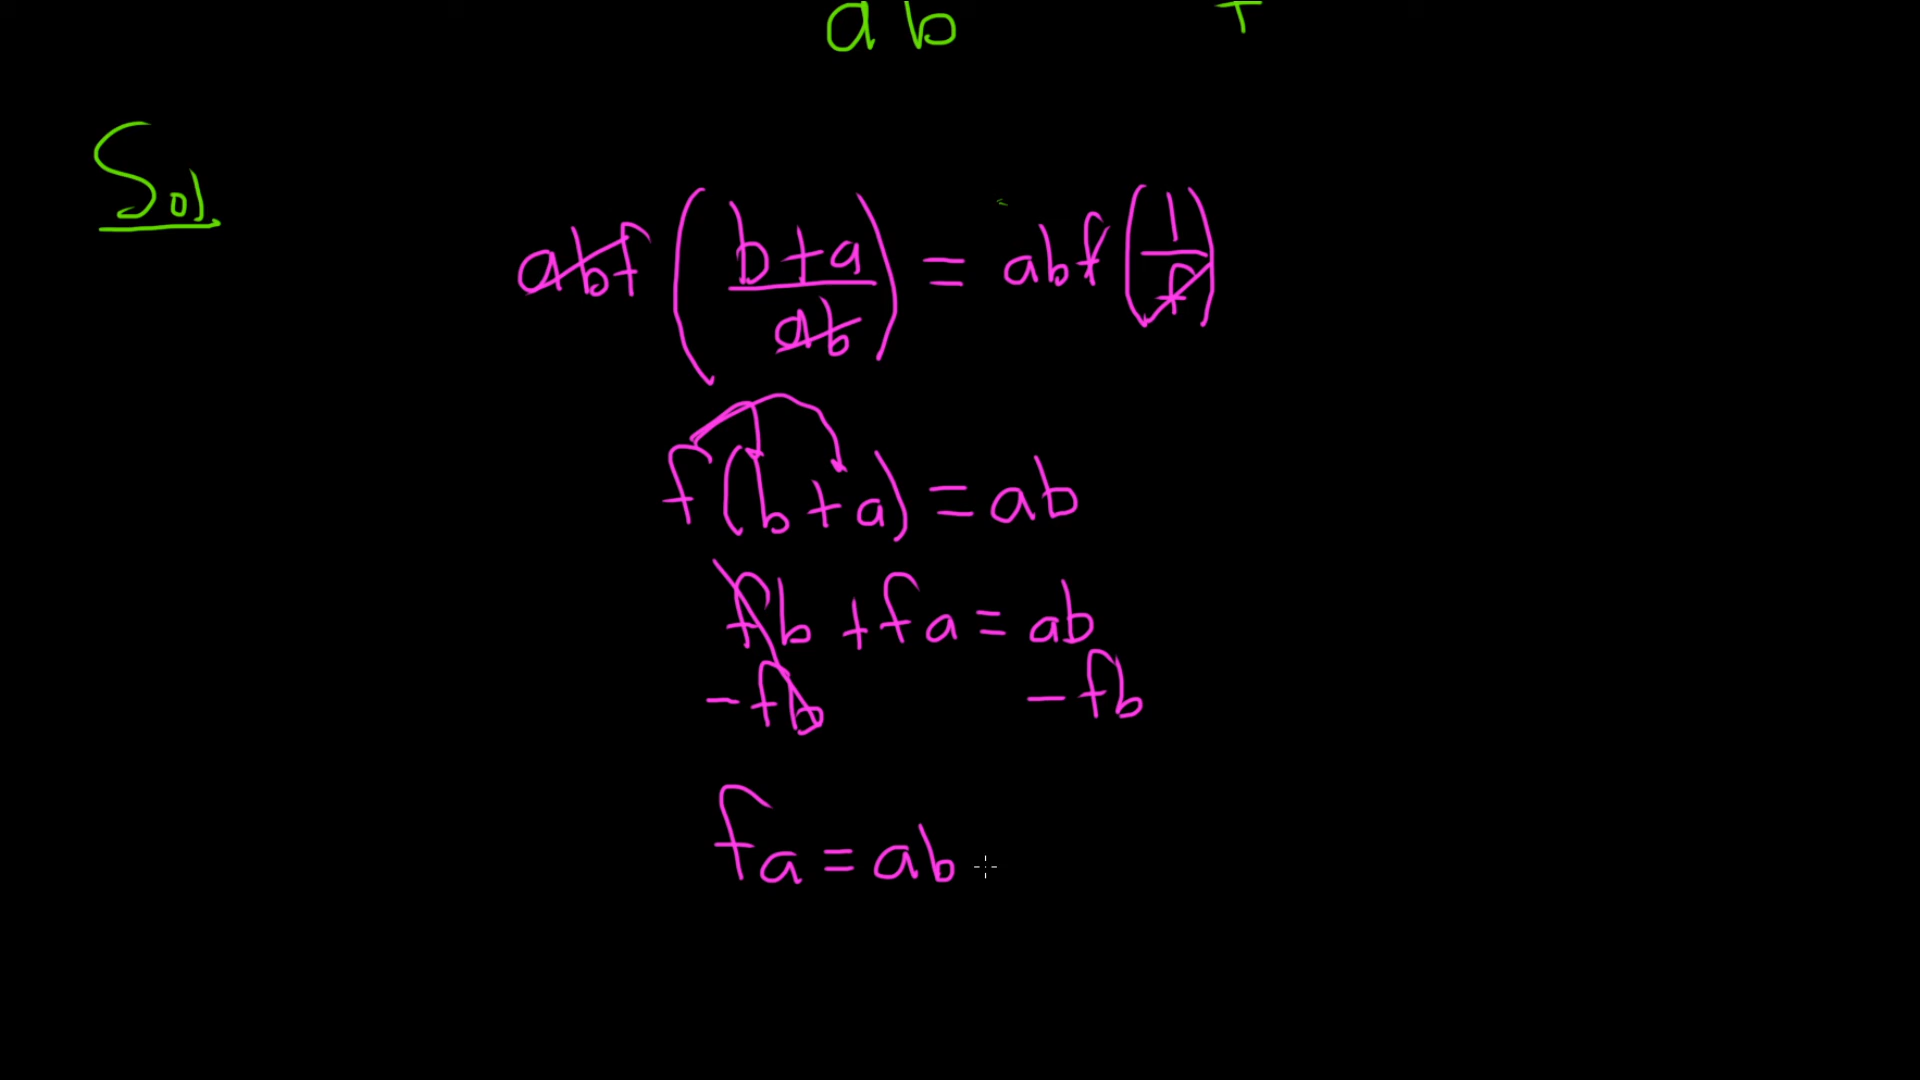 a b f
Sol
abf ( b+a / ab ) = abf ( 1 / f )
f(b+a) = ab
fb + fa = ab
-fb -fb
fa = ab